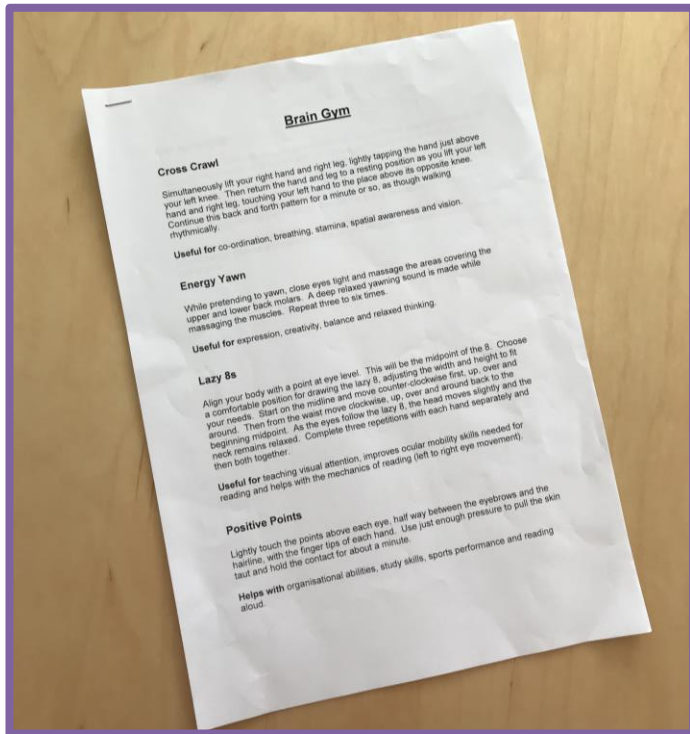 Brain Gym
Cross Crawl
Simultaneously lift your right hand and right leg, lightly tapping the hand just above
your left knee. Then return the hand and leg to a resting position as you lift your left
hand and right leg, touching your left hand to the place above its opposite knee.
Continue this back and forth pattern for a minute or so, as though walking
rhythmically.
Useful for co-ordination, breathing, stamina, spatial awareness and vision.
Energy Yawn
While pretending to yawn, close eyes tight and massage the areas covering the
upper and lower back molars. A deep relaxed yawning sound is made while
massaging the muscles. Repeat three to six times.
Useful for expression, creativity, balance and relaxed thinking.
Lazy 8s
Align your body with a point at eye level. This will be the midpoint of the 8. Choose
a comfortable position for drawing the lazy 8, adjusting the width and height to fit
your needs. Start on the midline and move counter-clockwise first, up, over and
around. Then from the waist move clockwise, up, over and around back to the
beginning midpoint. As the eyes follow the lazy 8, the head moves slightly and the
neck remains relaxed. Complete three repetitions with each hand separately and
then both together.
Useful for teaching visual attention, improves ocular mobility skills needed for
reading and helps with the mechanics of reading (left to right eye movement).
Positive Points
Lightly touch the points above each eye, half way between the eyebrows and the
hairline, with the finger tips of each hand. Use just enough pressure to pull the skin
taut and hold the contact for about a minute.
Helps with organisational abilities, study skills, sports performance and reading
aloud.